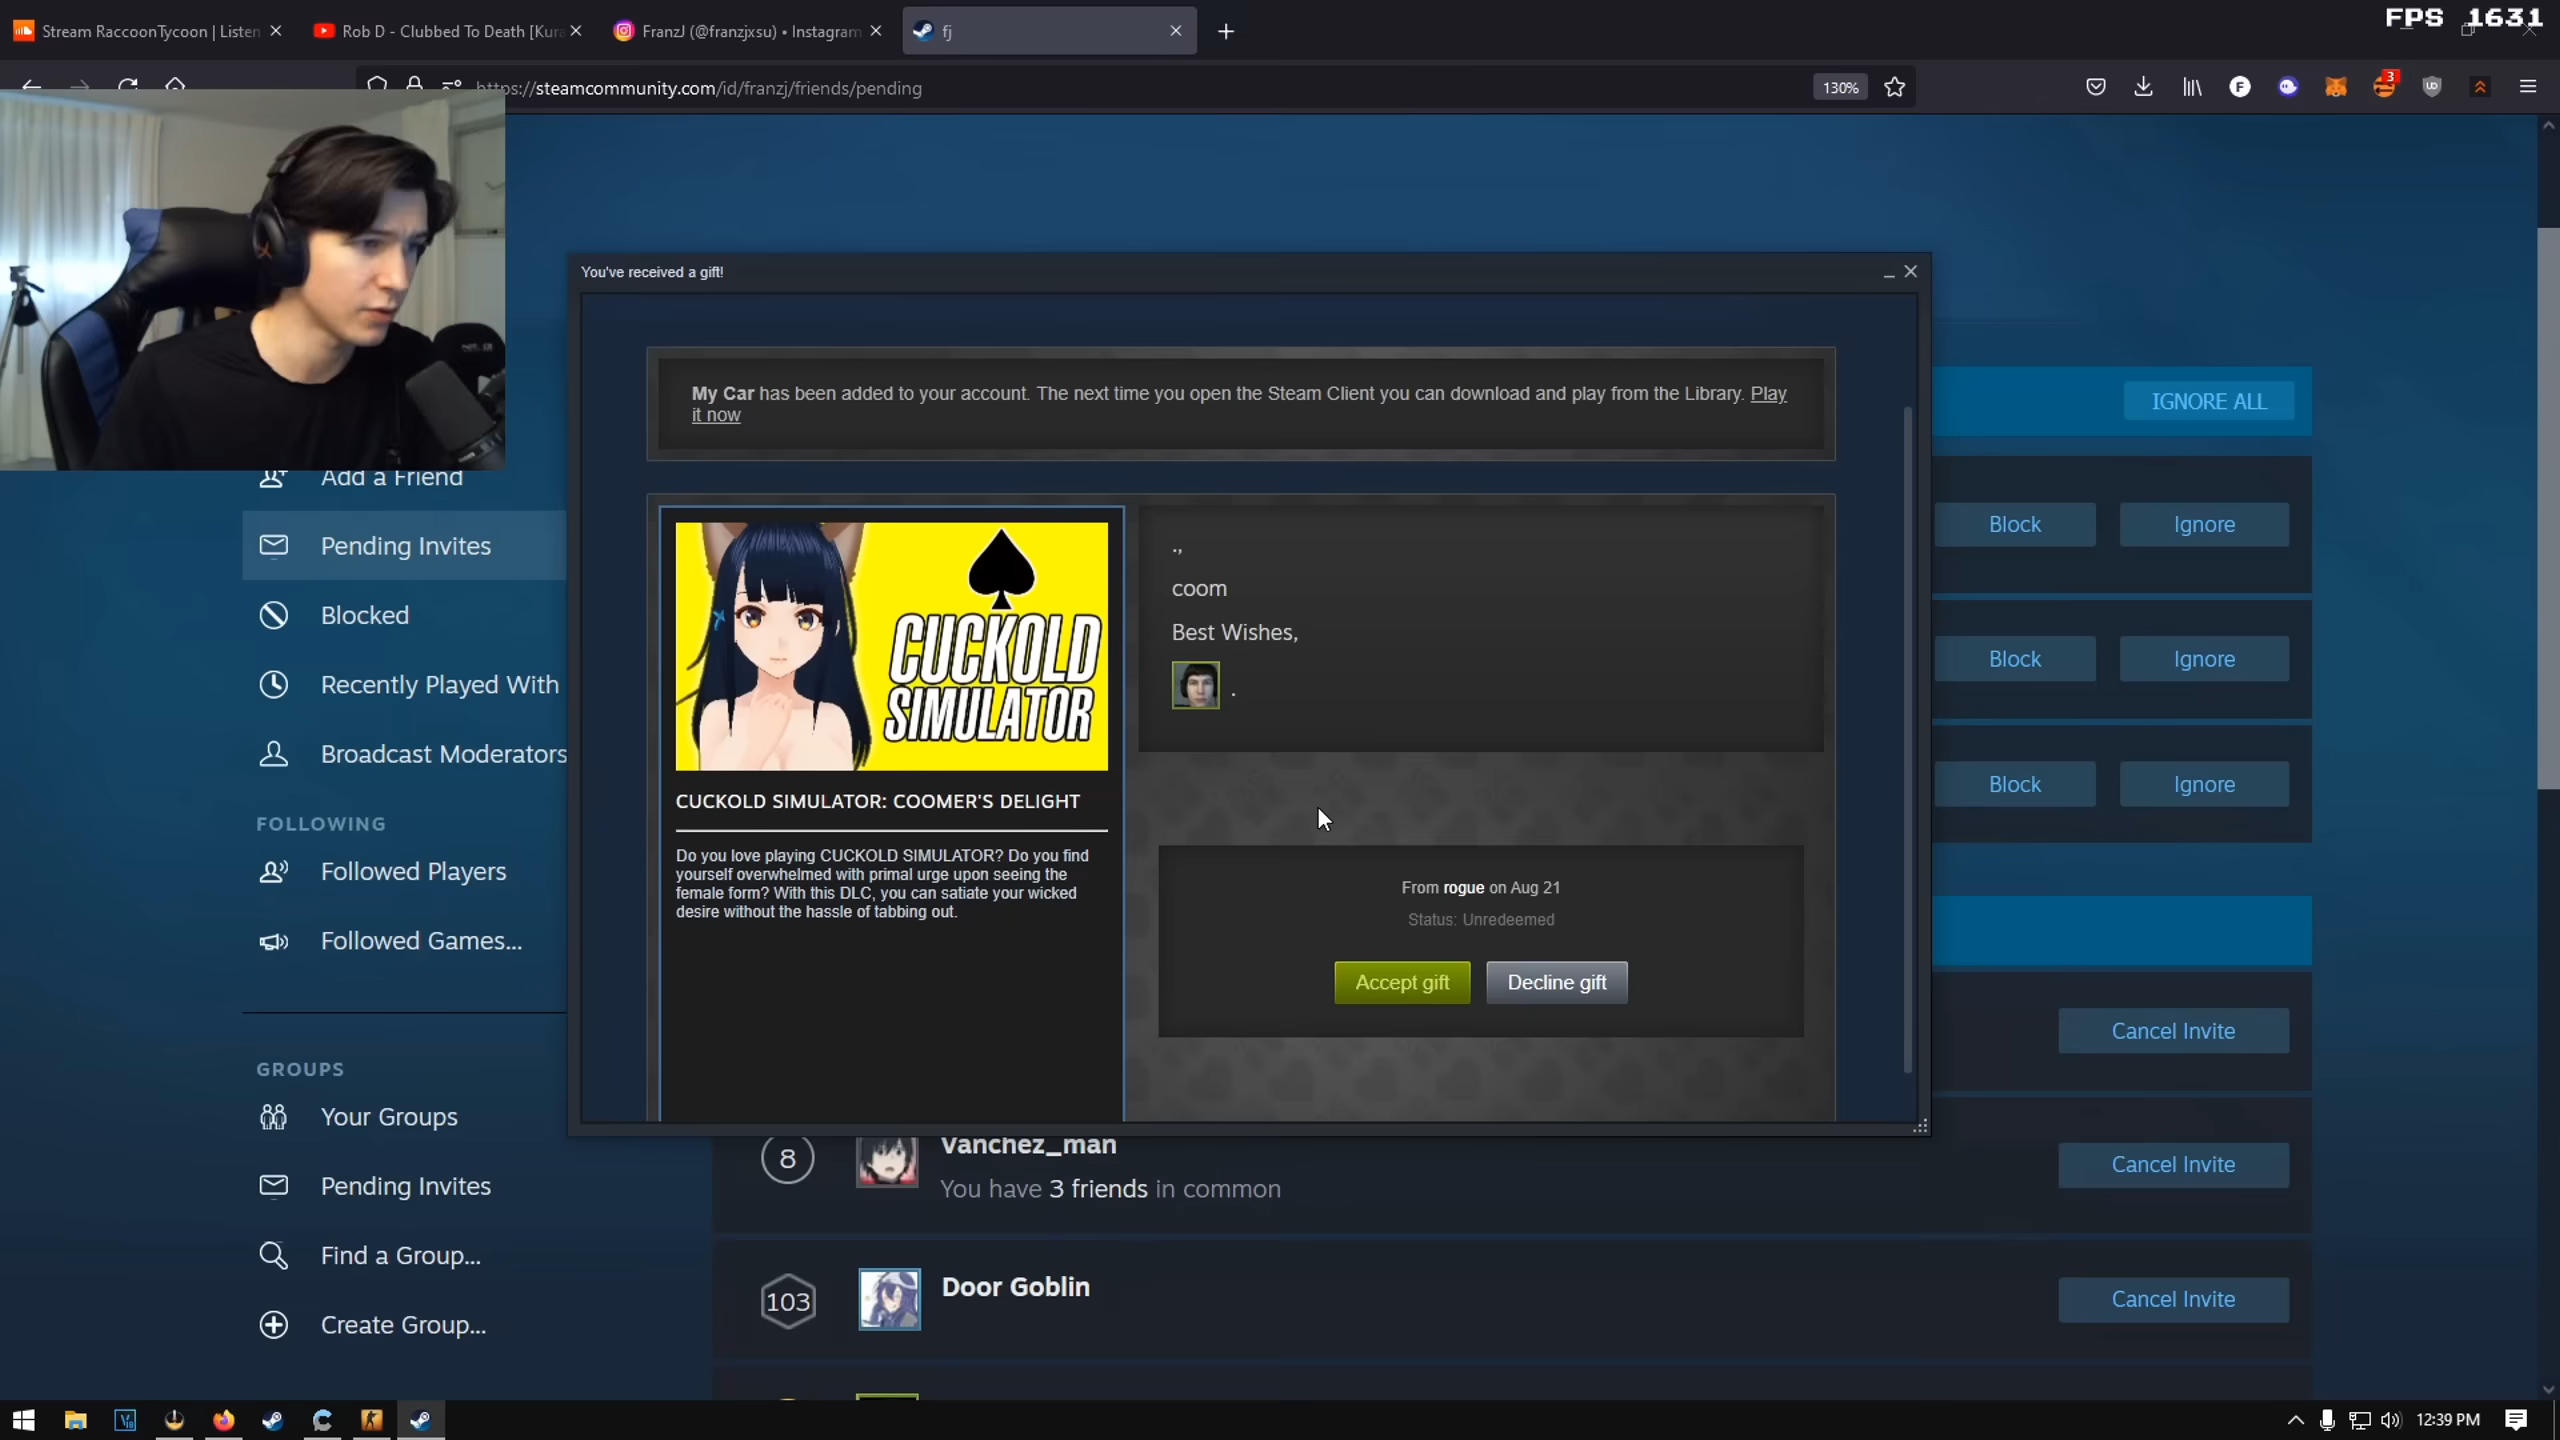 Stream RaccoonTycoon | Listen
Rob D - Clubbed To Death [Kura
FranzJ (@franzjxsu) • Instagram
fj
FPS 1631
https://steamcommunity.com/id/franzj/friends/pending
130%
3
You've received a gift!
My Car has been added to your account. The next time you open the Steam Client you can download and play from the Library. Play
it now
IGNORE ALL
Add a Friend
Pending Invites
Blocked
Recently Played With
Broadcast Moderators
FOLLOWING
Followed Players
Followed Games...
GROUPS
Your Groups
Pending Invites
Find a Group...
Create Group...
CUCKOLD
SIMULATOR
CUCKOLD SIMULATOR: COOMER'S DELIGHT
Do you love playing CUCKOLD SIMULATOR? Do you find
yourself overwhelmed with primal urge upon seeing the
female form? With this DLC, you can satiate your wicked
desire without the hassle of tabbing out.
.,
coom
Best Wishes,
.
From rogue on Aug 21
Status: Unredeemed
Accept gift
Decline gift
Block
Ignore
Block
Ignore
Block
Ignore
Cancel Invite
8
Vanchez_man
You have 3 friends in common
Cancel Invite
103
Door Goblin
Cancel Invite
12:39 PM